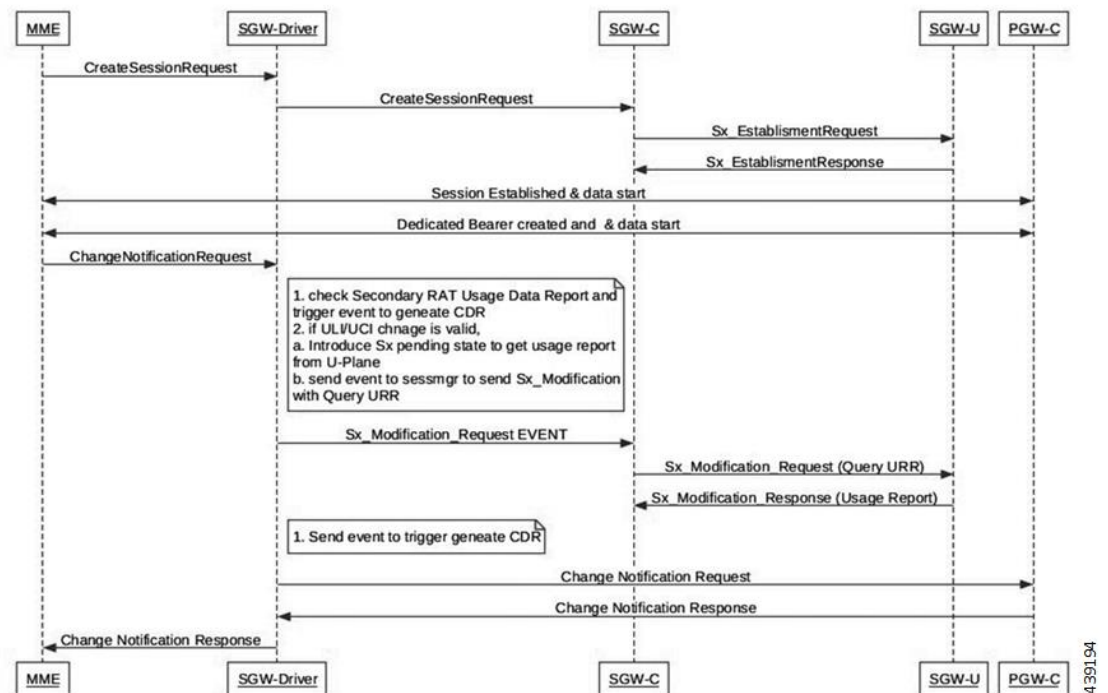 MME SGW-Driver SGW-C SGW-U PGW-C
CreateSessionRequest
CreateSessionRequest
Sx_EstablismentRequest
Sx_EstablismentResponse
Session Established & data start
Dedicated Bearer created and & data start
ChangeNotificationRequest
1. check Secondary RAT Usage Data Report and
trigger event to geneate CDR
2. if ULI/UCI chnage is valid,
a. Introduce Sx pending state to get usage report
from U-Plane
b. send event to sessmgr to send Sx_Modification
with Query URR
Sx_Modification_Request EVENT
Sx_Modification_Request (Query URR)
Sx_Modification_Response (Usage Report)
1. Send event to trigger geneate CDR
Change Notification Request
Change Notification Response
Change Notification Response
MME SGW-Driver SGW-C SGW-U PGW-C
439194